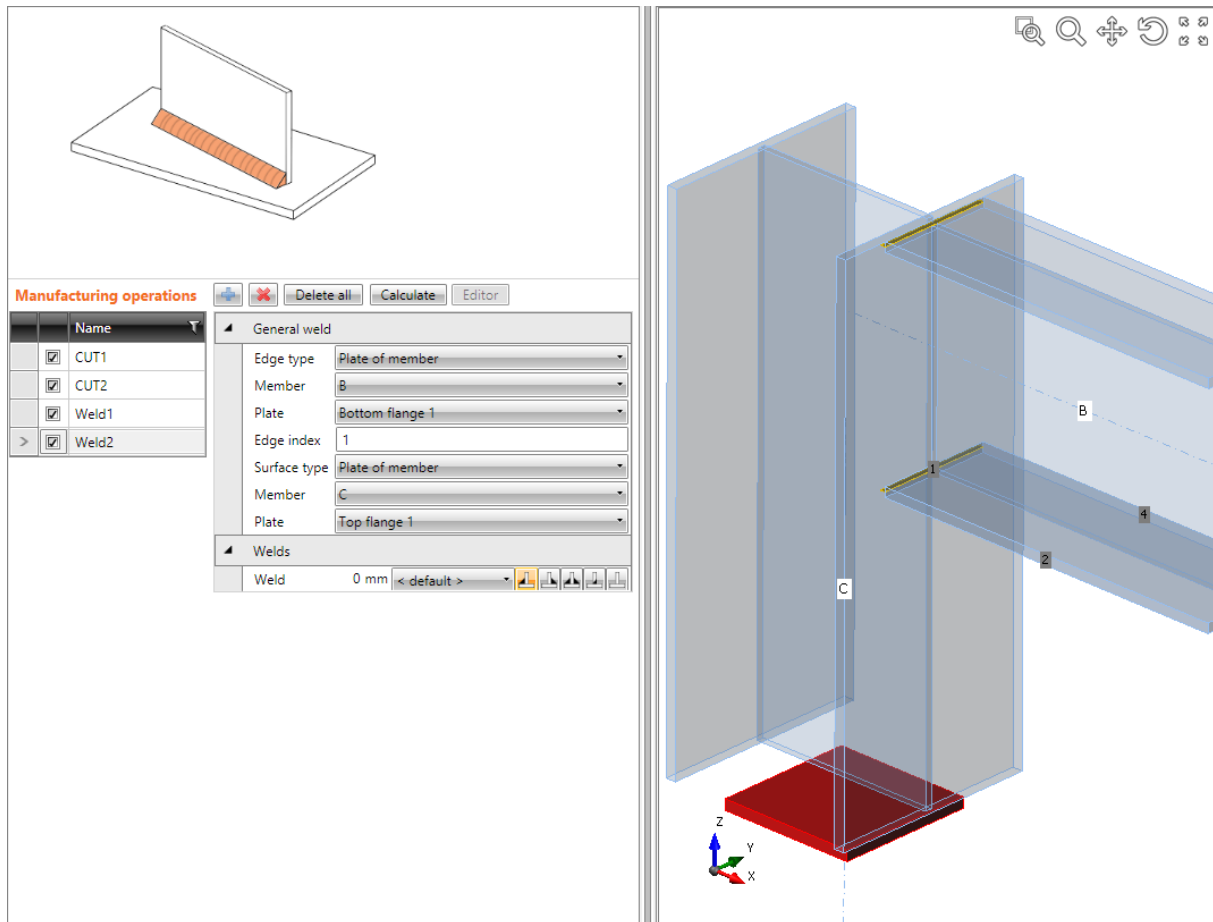 Manufacturing operations
Delete all
Calculate
Editor
Name
CUT1
CUT2
Weld1
> Weld2
General weld
Edge type Plate of member
Member B
Plate Bottom flange 1
Edge index 1
Surface type Plate of member
Member C
Plate Top flange 1
Welds
Weld 0 mm < default >
B
1
4
2
C
Z
Y
X